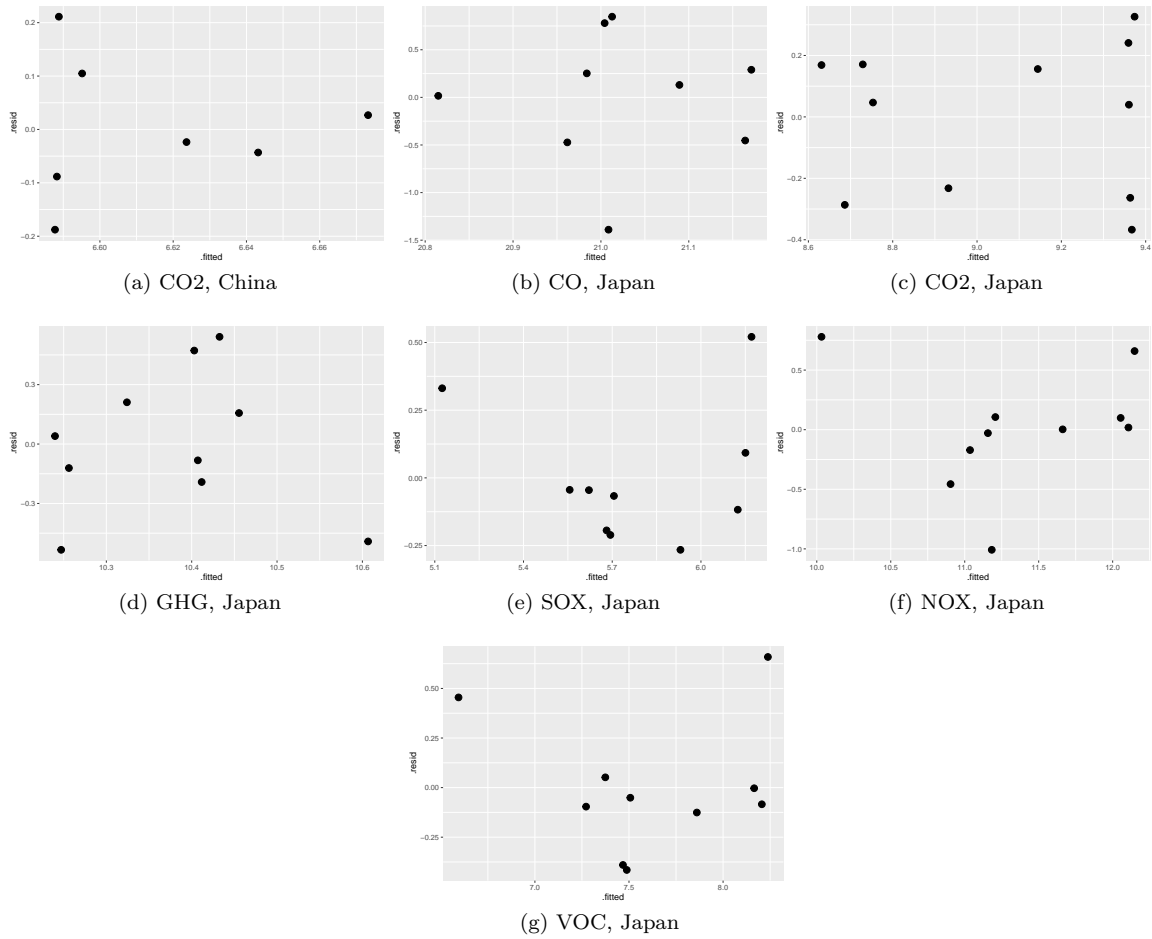 0.2
0.1
0.0
−0.1
−0.2
.resid
6.60 6.62 6.64 6.66
.fitted
(a) CO2, China
0.5
0.0
−0.5
−1.0
−1.5
.resid
20.8 20.9 21.0 21.1
.fitted
(b) CO, Japan
0.2
0.0
−0.2
−0.4
.resid
8.6 8.8 9.0 9.2 9.4
.fitted
(c) CO2, Japan
0.3
0.0
−0.3
.resid
10.3 10.4 10.5 10.6
.fitted
(d) GHG, Japan
0.50
0.25
0.00
−0.25
.resid
5.1 5.4 5.7 6.0
.fitted
(e) SOX, Japan
0.5
0.0
−0.5
−1.0
.resid
10.0 10.5 11.0 11.5 12.0
.fitted
(f) NOX, Japan
0.50
0.25
0.00
−0.25
.resid
7.0 7.5 8.0
.fitted
(g) VOC, Japan